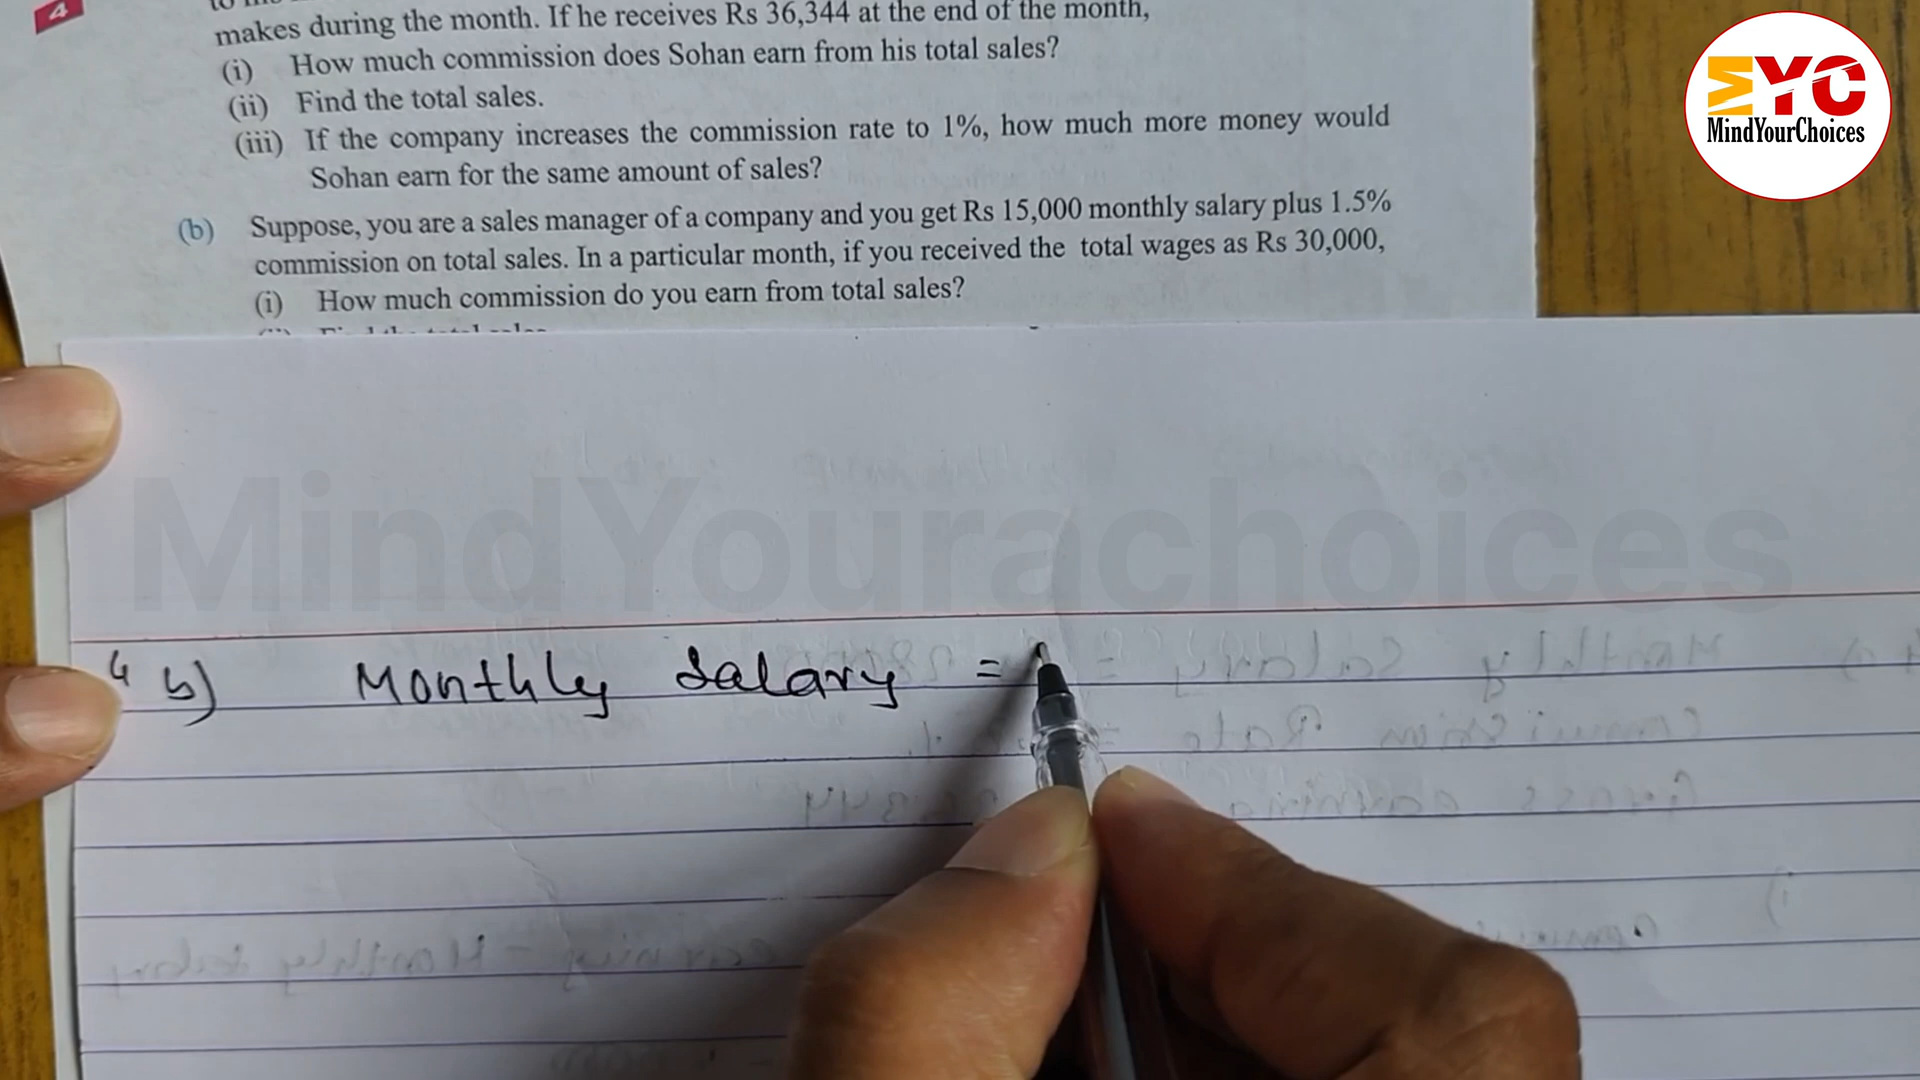 4
makes during the month. If he receives Rs 36,344 at the end of the month,
(i) How much commission does Sohan earn from his total sales?
(ii) Find the total sales.
(iii) If the company increases the commission rate to 1%, how much more money would
Sohan earn for the same amount of sales?
(b) Suppose, you are a sales manager of a company and you get Rs 15,000 monthly salary plus 1.5%
commission on total sales. In a particular month, if you received the total wages as Rs 30,000,
(i) How much commission do you earn from total sales?
MYC
MindYourChoices
MindYourachoices
4 b) Monthly Salary =